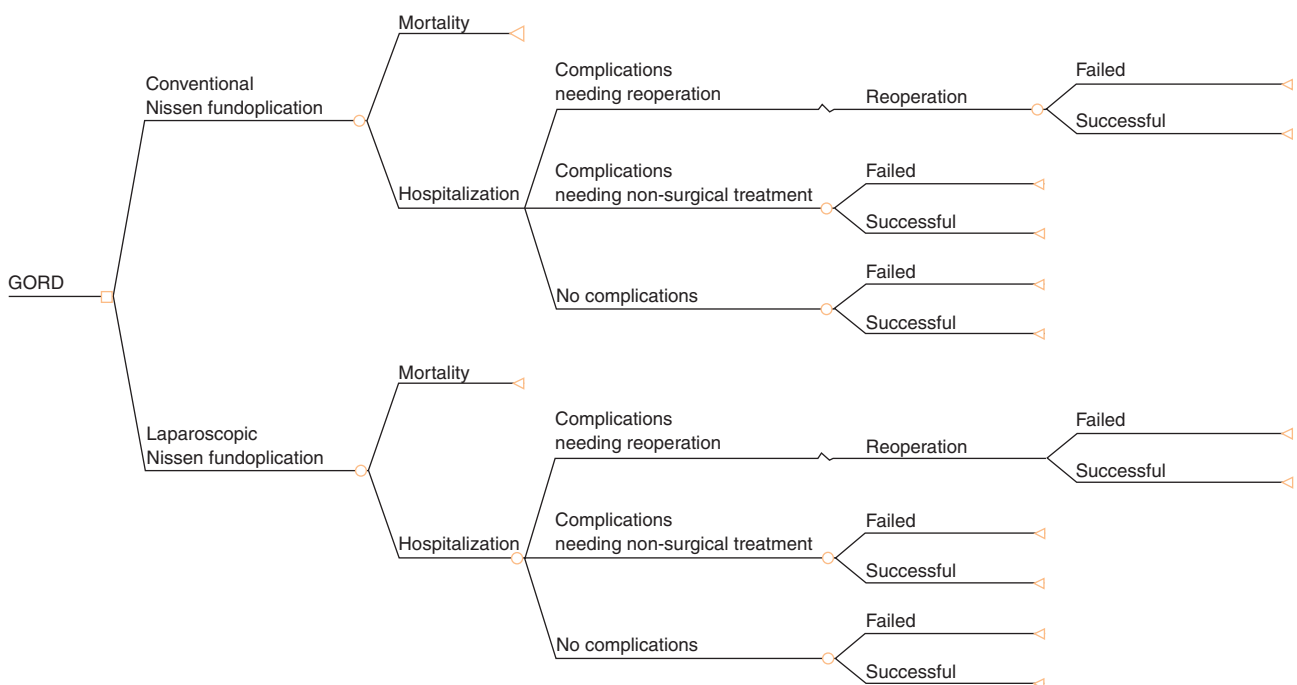 Mortality
Conventional
Nissen fundoplication
Complications
needing reoperation
Reoperation
Failed
Successful
Hospitalization
Complications
needing non-surgical treatment
Failed
Successful
No complications
Failed
Successful
GORD
Mortality
Laparoscopic
Nissen fundoplication
Complications
needing reoperation
Reoperation
Failed
Successful
Hospitalization
Complications
needing non-surgical treatment
Failed
Successful
No complications
Failed
Successful